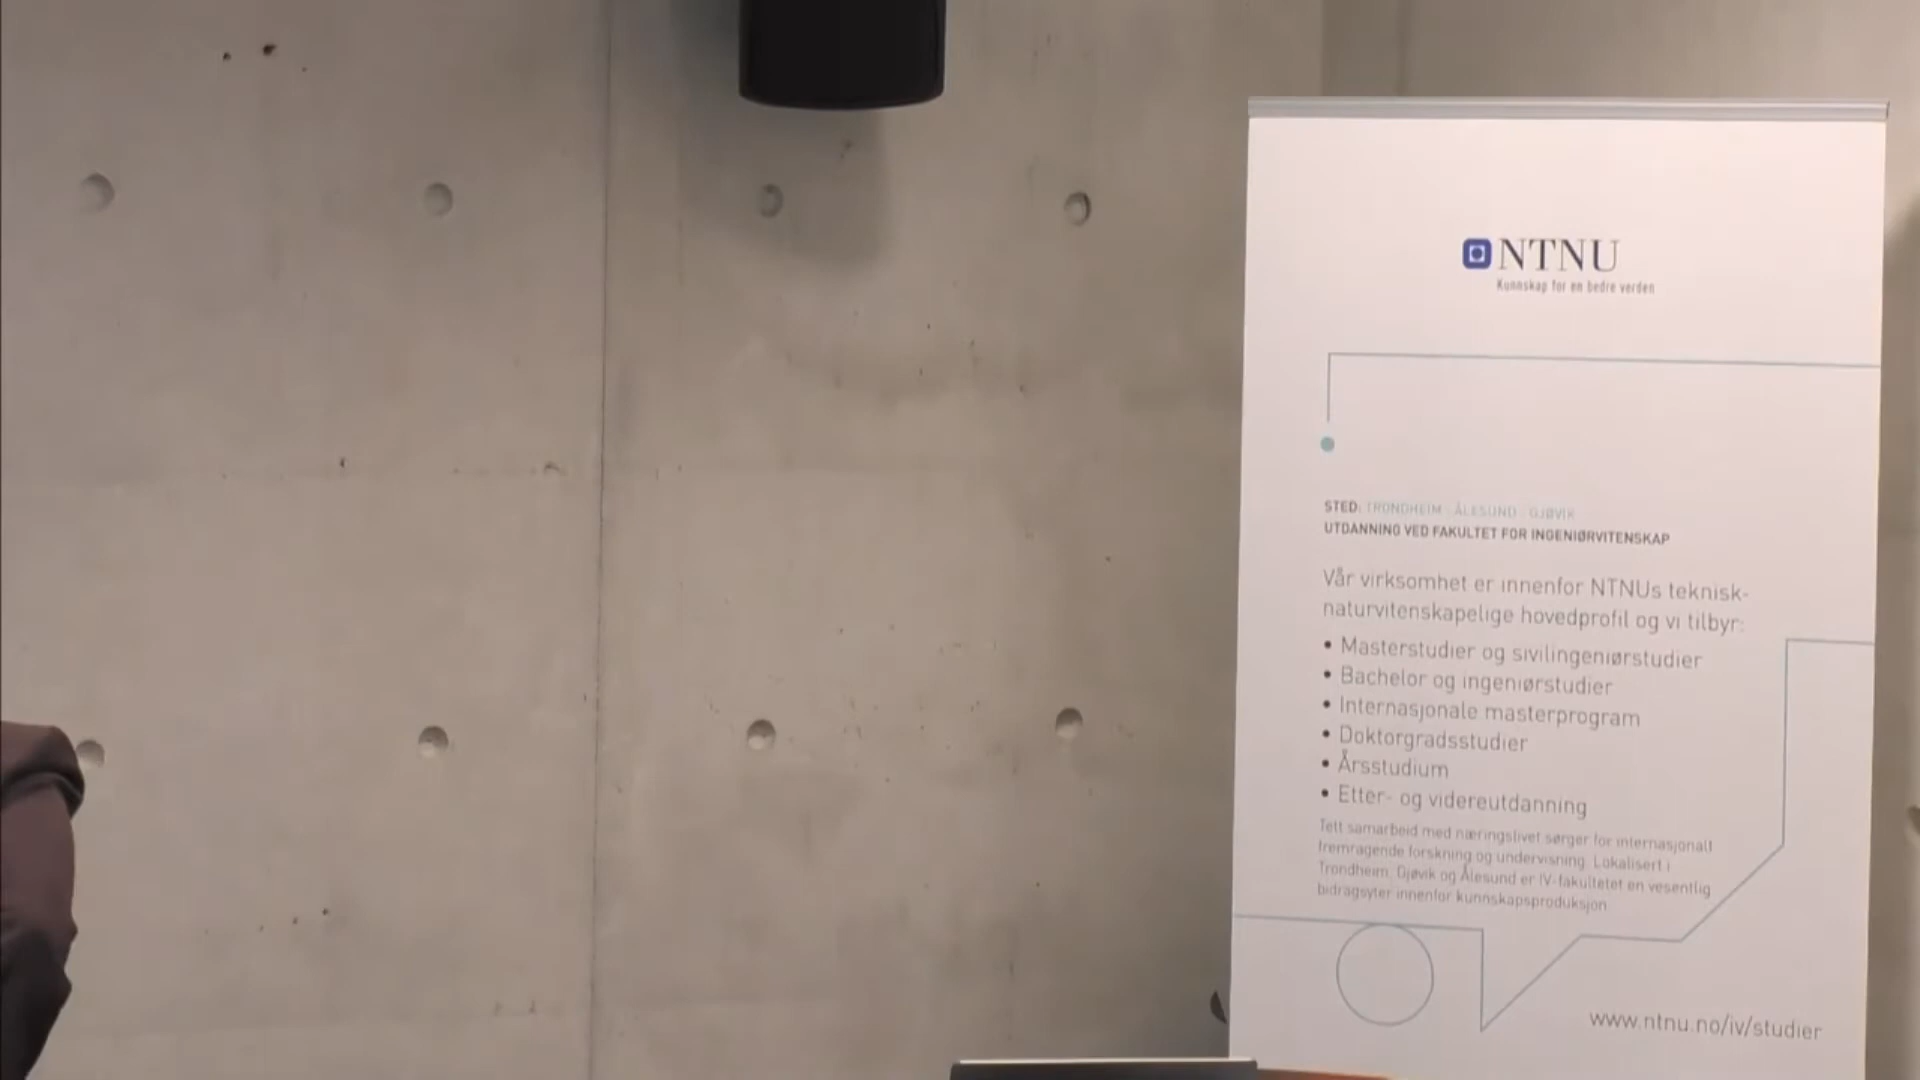 NTNU
Kunnskap for en bedre verden
STED: TRONDHEIM · ÅLESUND · GJØVIK
UTDANNING VED FAKULTET FOR INGENIØRVITENSKAP
Vår virksomhet er innenfor NTNUs teknisk-
naturvitenskapelige hovedprofil og vi tilbyr:
• Masterstudier og sivilingeniørstudier
• Bachelor og ingeniørstudier
• Internasjonale masterprogram
• Doktorgradsstudier
• Årsstudium
• Etter- og videreutdanning
Tett samarbeid med næringslivet sørger for internasjonalt
fremragende forskning og undervisning. Lokalisert i
Trondheim, Gjøvik og Ålesund er IV-fakultetet en vesentlig
bidragsyter innenfor kunnskapsproduksjon.
www.ntnu.no/iv/studier